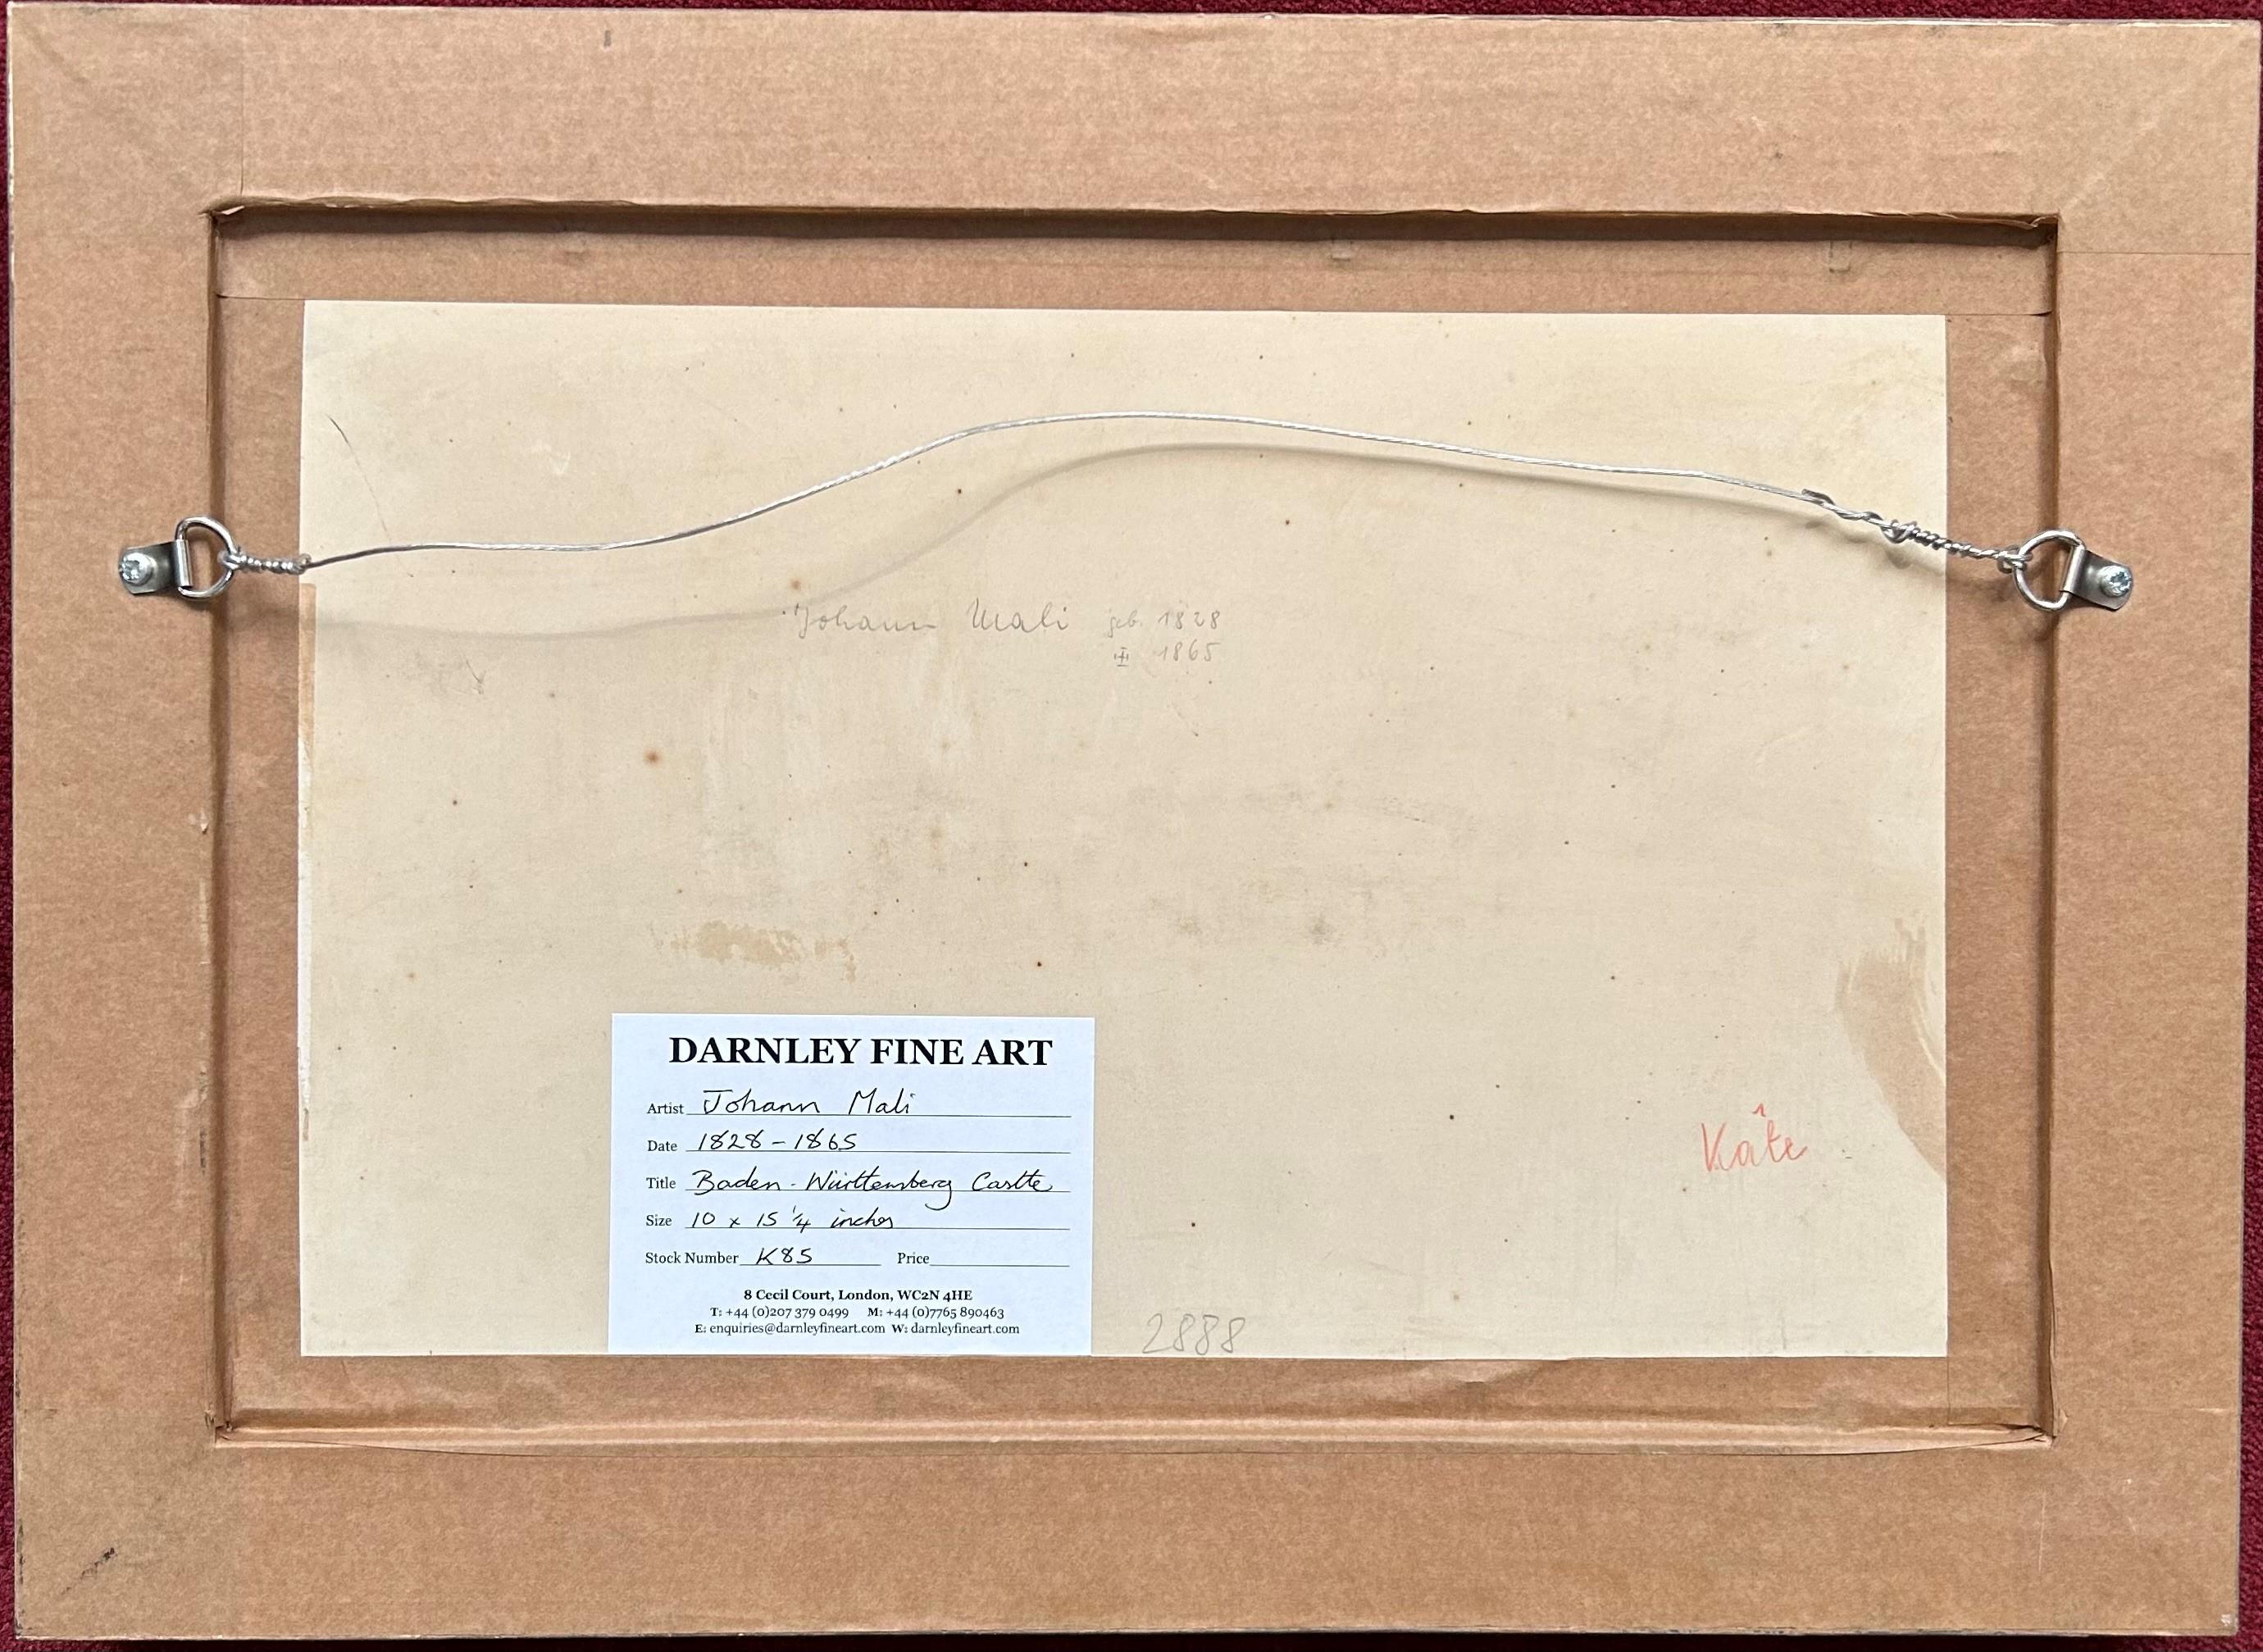 Johann Mali geb. 1828
1865
DARNLEY FINE ART
Artist Johann Mali
Date 1828 - 1865
Title Baden-Württemberg Castle
Size 10 x 15 1/4 inches
Stock Number K85 Price
8 Cecil Court, London, WC2N 4HE
T: +44 (0)207 379 0499 M: +44 (0)7765 890463
E: enquiries@darnleyfineart.com W: darnleyfineart.com
Kâte
2888